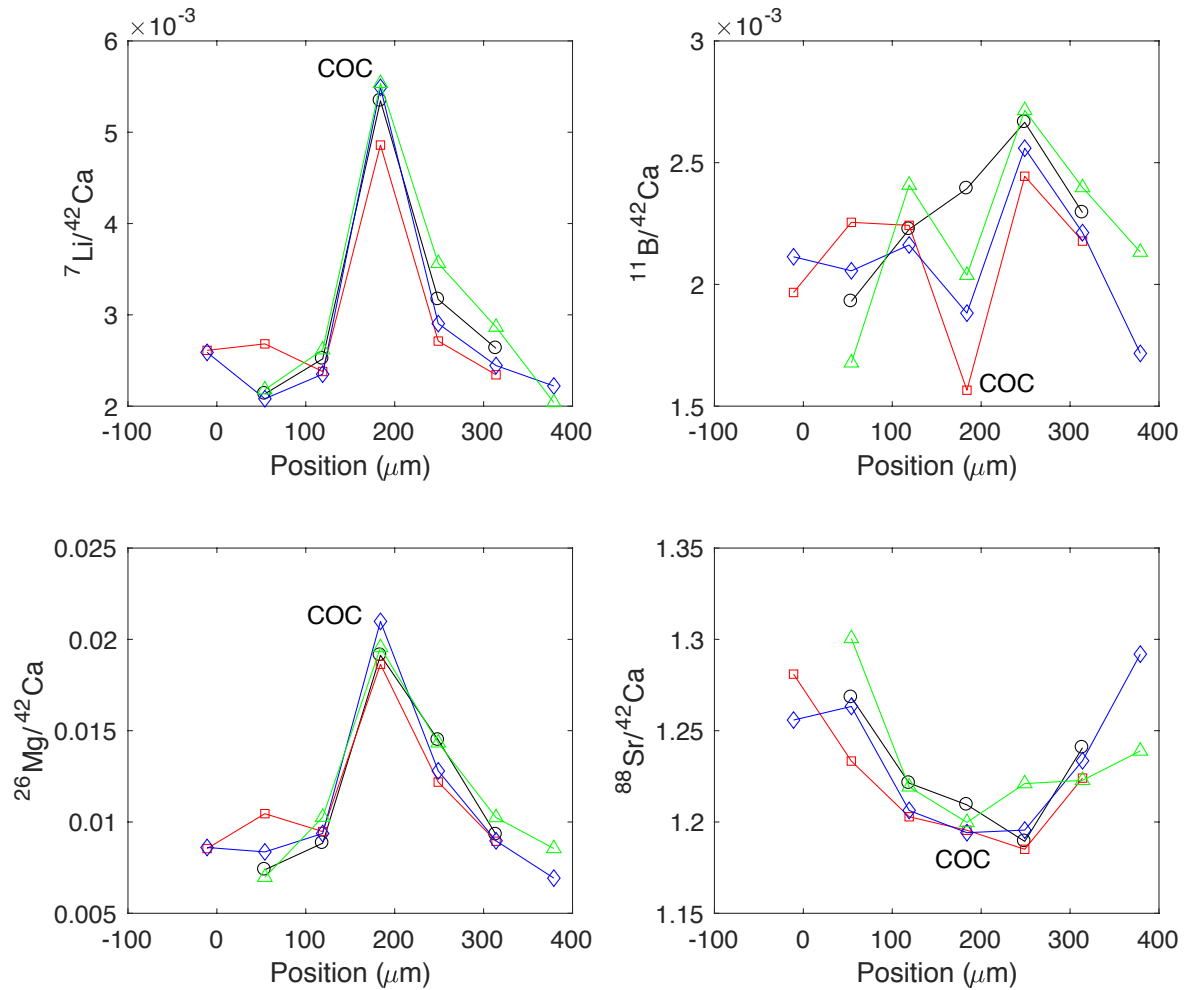 × 10⁻³
6
5
4
3
2
⁷Li/⁴²Ca
COC
-100 0 100 200 300 400
Position (μm)
× 10⁻³
3
2.5
2
1.5
¹¹B/⁴²Ca
COC
-100 0 100 200 300 400
Position (μm)
0.025
0.02
0.015
0.01
0.005
²⁶Mg/⁴²Ca
COC
-100 0 100 200 300 400
Position (μm)
1.35
1.3
1.25
1.2
1.15
⁸⁸Sr/⁴²Ca
COC
-100 0 100 200 300 400
Position (μm)